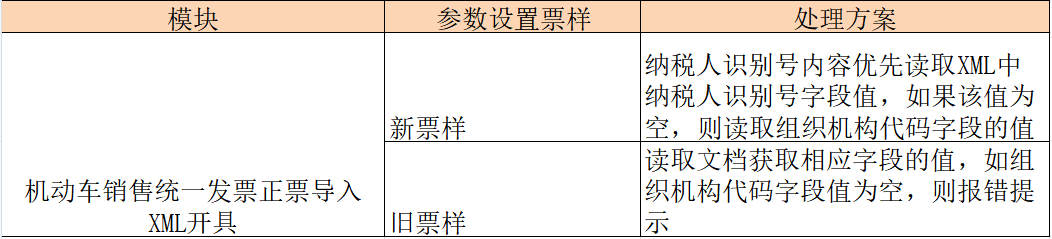 模块 参数设置票样 处理方案
纳税人识别号内容优先读取XML中
纳税人识别号字段值，如果该值为
新票样 空，则读取组织机构代码字段的值
读取文档获取相应字段的值，如组
机动车销售统一发票正票导入 织机构代码字段值为空，则报错提
XML开具 旧票样 示